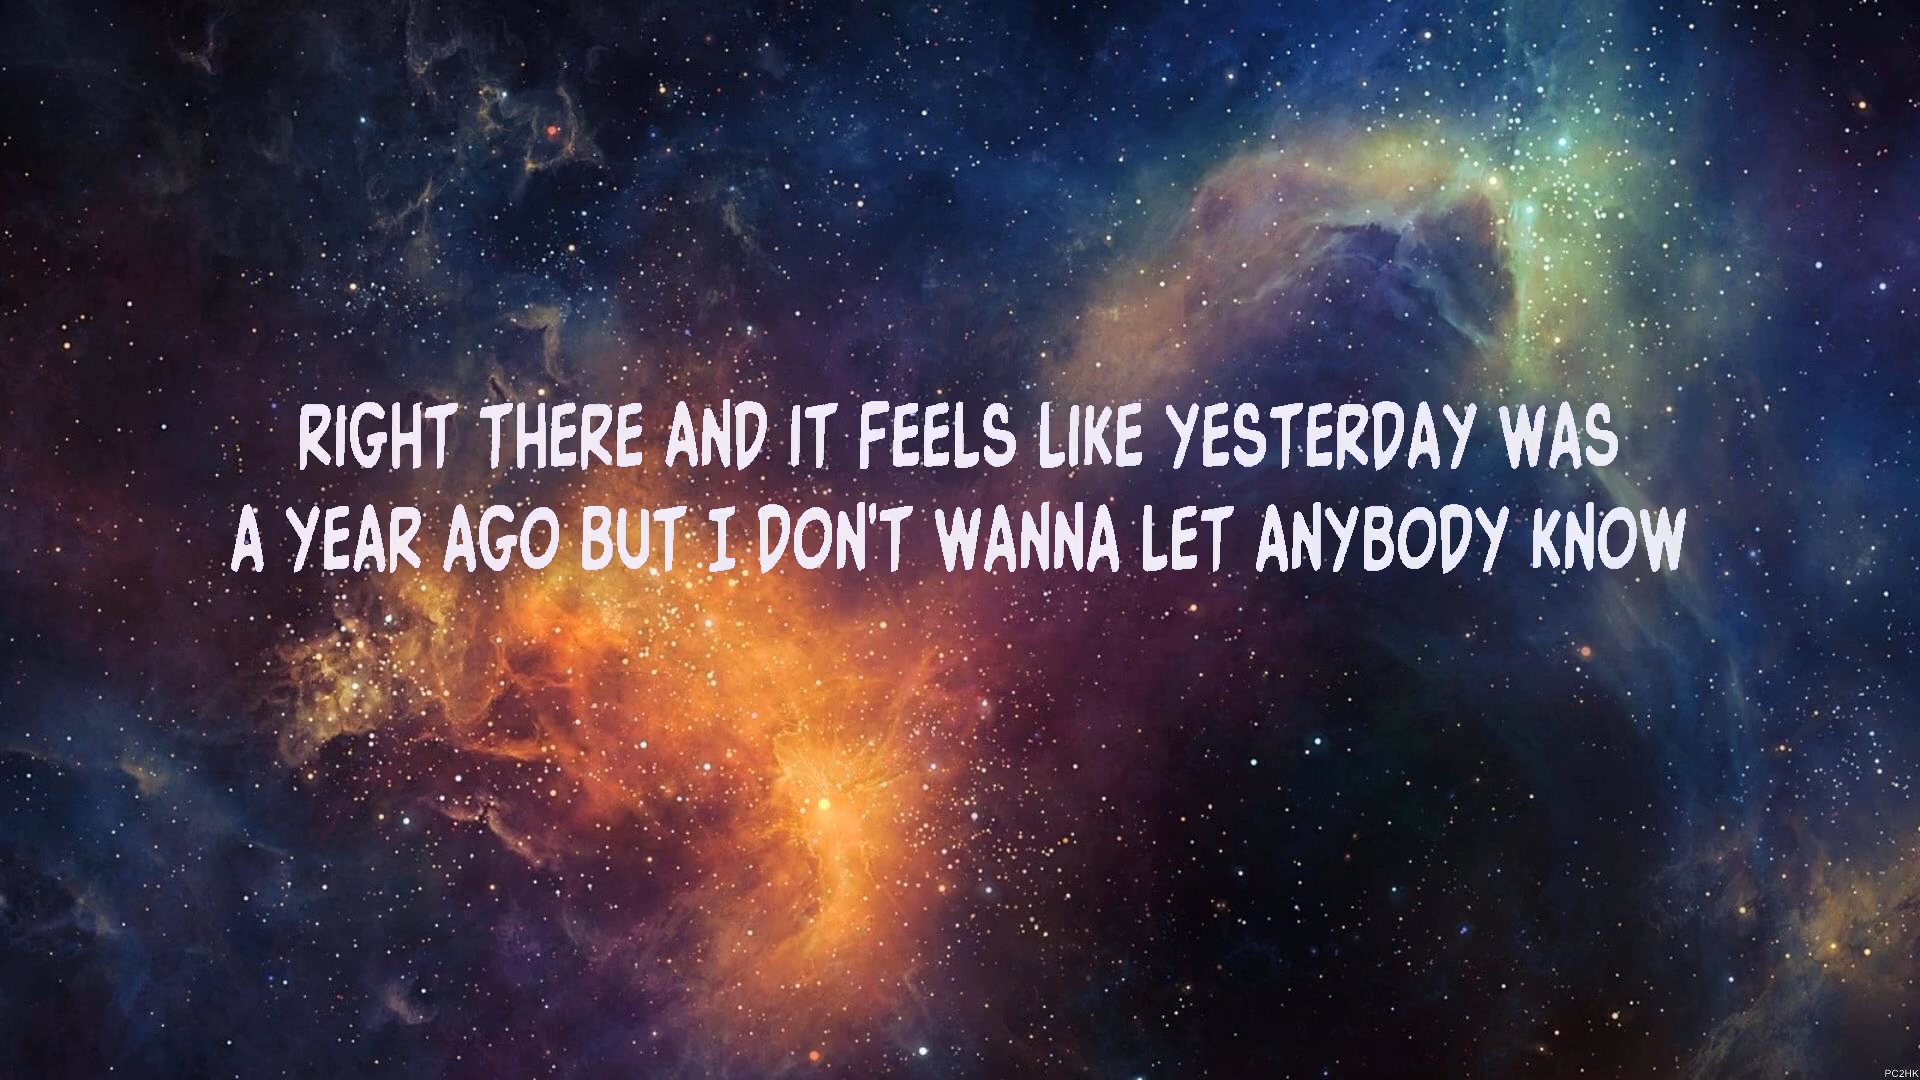 RIGHT THERE AND IT FEELS LIKE YESTERDAY WAS
A YEAR AGO BUT I DON'T WANNA LET ANYBODY KNOW
PC2HK